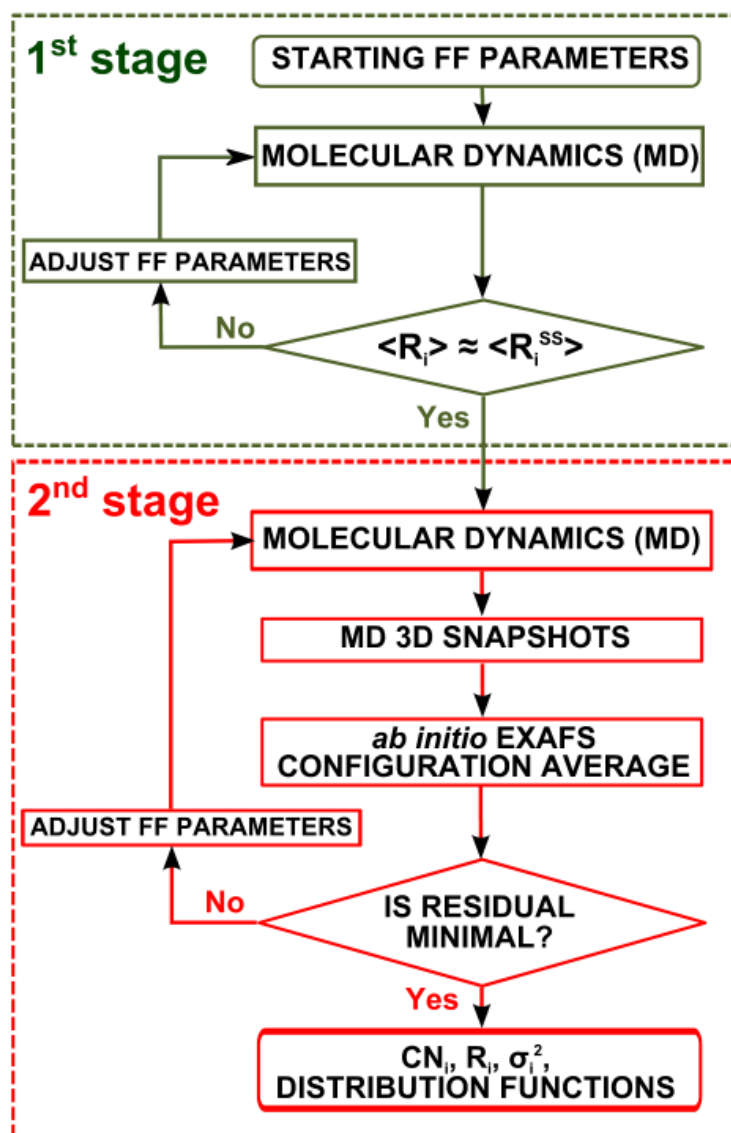 1st stage
STARTING FF PARAMETERS
MOLECULAR DYNAMICS (MD)
ADJUST FF PARAMETERS
No
<Ri> ≈ <RiSS>
Yes
2nd stage
MOLECULAR DYNAMICS (MD)
MD 3D SNAPSHOTS
ab initio EXAFS
CONFIGURATION AVERAGE
ADJUST FF PARAMETERS
No
IS RESIDUAL
MINIMAL?
Yes
CNi, Ri, σi2,
DISTRIBUTION FUNCTIONS